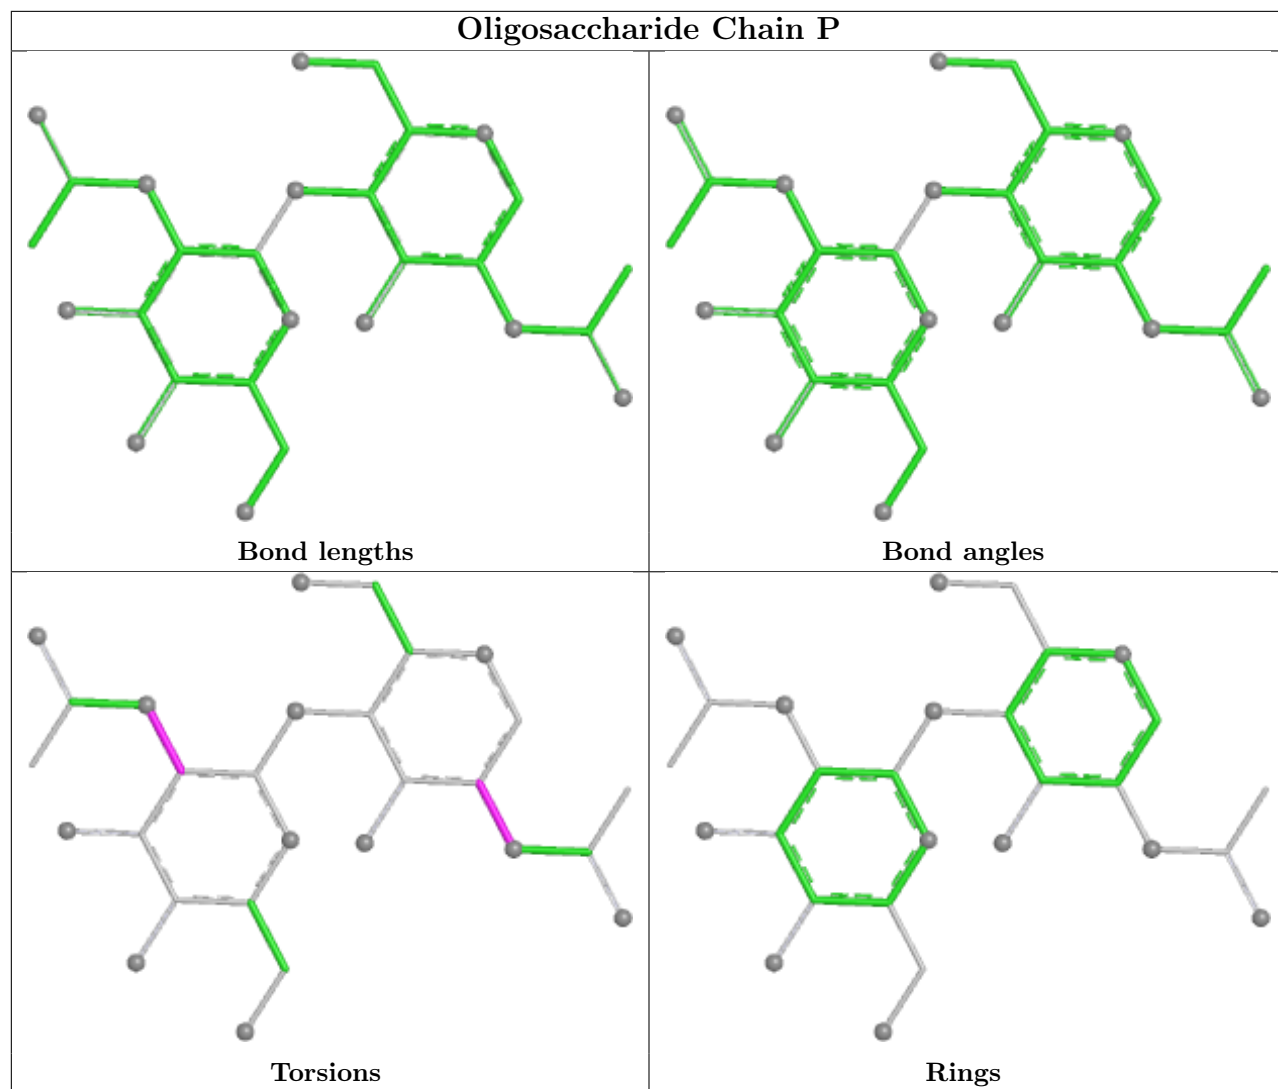 Oligosaccharide Chain P
Bond lengths
Bond angles
Torsions
Rings